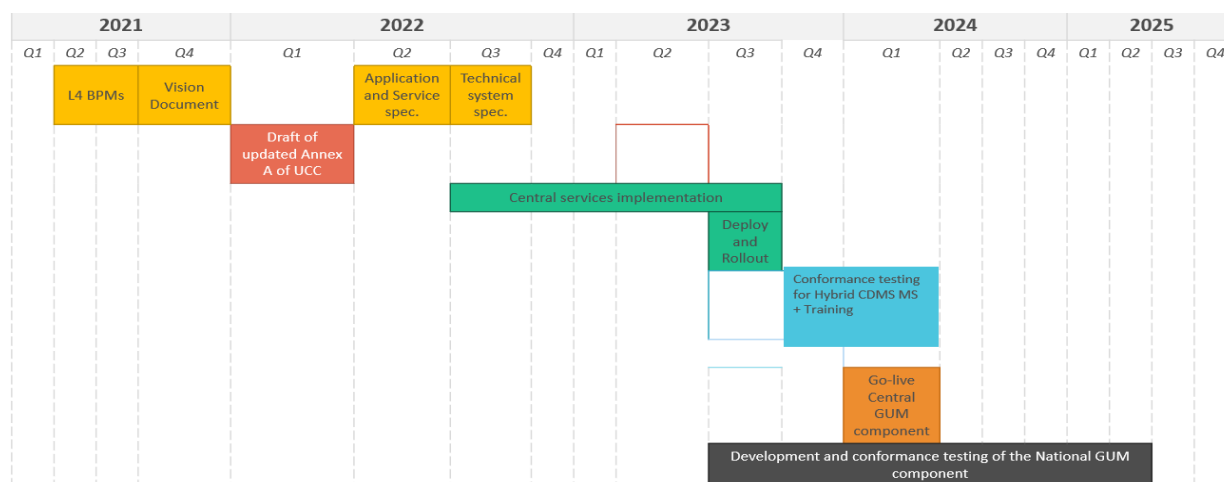 2021 2022 2023 2024 2025
Q1 Q2 Q3 Q4 Q1 Q2 Q3 Q4 Q1 Q2 Q3 Q4 Q1 Q2 Q3 Q4 Q1 Q2 Q3 Q4
L4 BPMs
Vision
Document
Application
and Service
spec.
Technical
system
spec.
Draft of
updated Annex
A of UCC
Central services implementation
Deploy
and
Rollout
Conformance testing
for Hybrid CDMS MS
+ Training
Go-live
Central
GUM
component
Development and conformance testing of the National GUM
component